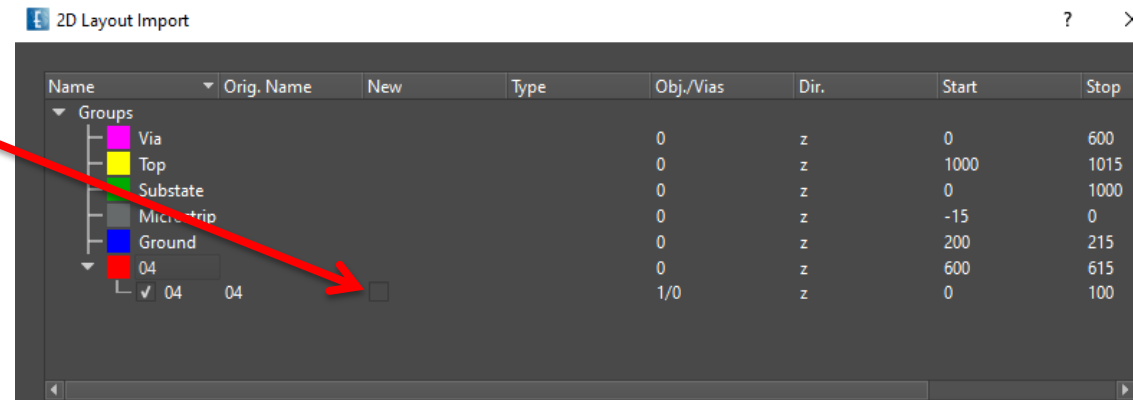 2D Layout Import ?
Name Orig. Name New Type Obj./Vias Dir. Start Stop
Groups
Via 0 z 0 600
Top 0 z 1000 1015
Substate 0 z 0 1000
Microstrip 0 z -15 0
Ground 0 z 200 215
04 0 z 600 615
04 04 1/0 z 0 100